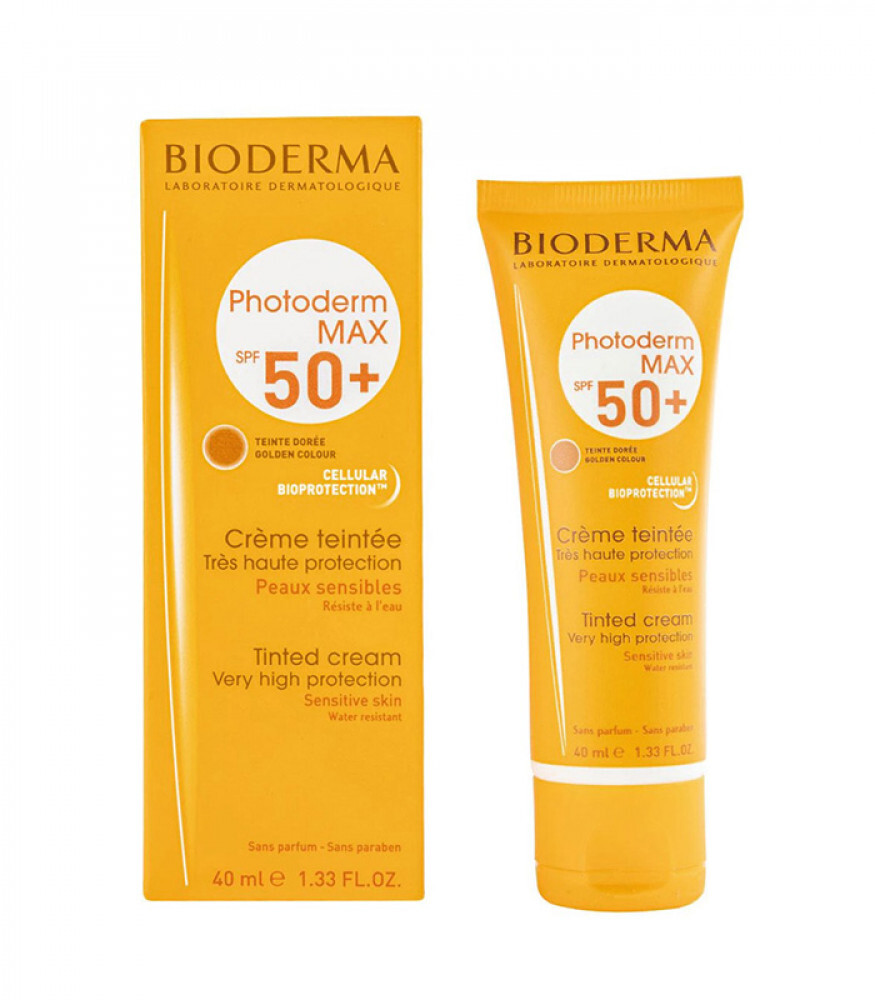 BIODERMA
LABORATOIRE DERMATOLOGIQUE
Photoderm
MAX
SPF 50+
TEINTE DORÉE
GOLDEN COLOUR
CELLULAR
BIOPROTECTION™
Crème teintée
Très haute protection
Peaux sensibles
Résiste à l'eau
Tinted cream
Very high protection
Sensitive skin
Water resistant
Sans parfum - Sans paraben
40 ml e 1.33 FL.OZ.
BIODERMA
LABORATOIRE DERMATOLOGIQUE
Photoderm
MAX
SPF 50+
TEINTE DORÉE
GOLDEN COLOUR
CELLULAR
BIOPROTECTION™
Crème teintée
Très haute protection
Peaux sensibles
Résiste à l'eau
Tinted cream
Very high protection
Sensitive skin
Water resistant
Sans parfum - Sans paraben
40 ml e 1.33 FL.OZ.